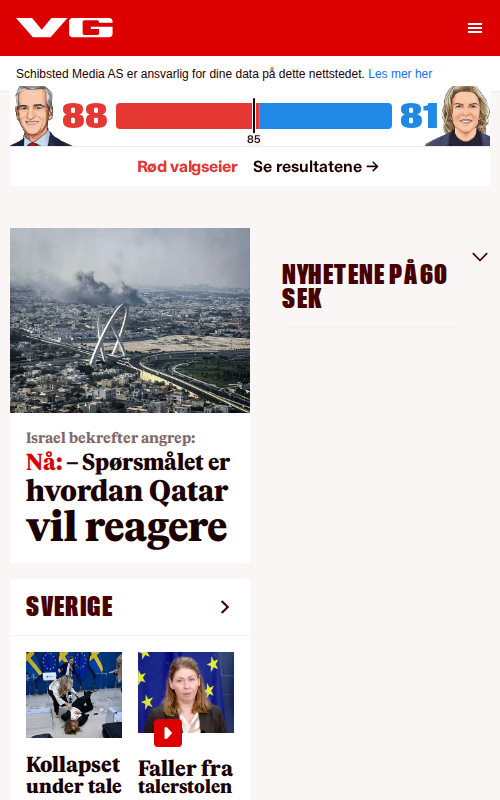 VG
Schibsted Media AS er ansvarlig for dine data på dette nettstedet. Les mer her
88
81
85
Rød valgseier
Se resultatene →
NYHETENE PÅ 60
SEK
Israel bekrefter angrep:
Nå: – Spørsmålet er
hvordan Qatar
vil reagere
SVERIGE
Kollapset
under tale
Faller fra
talerstolen